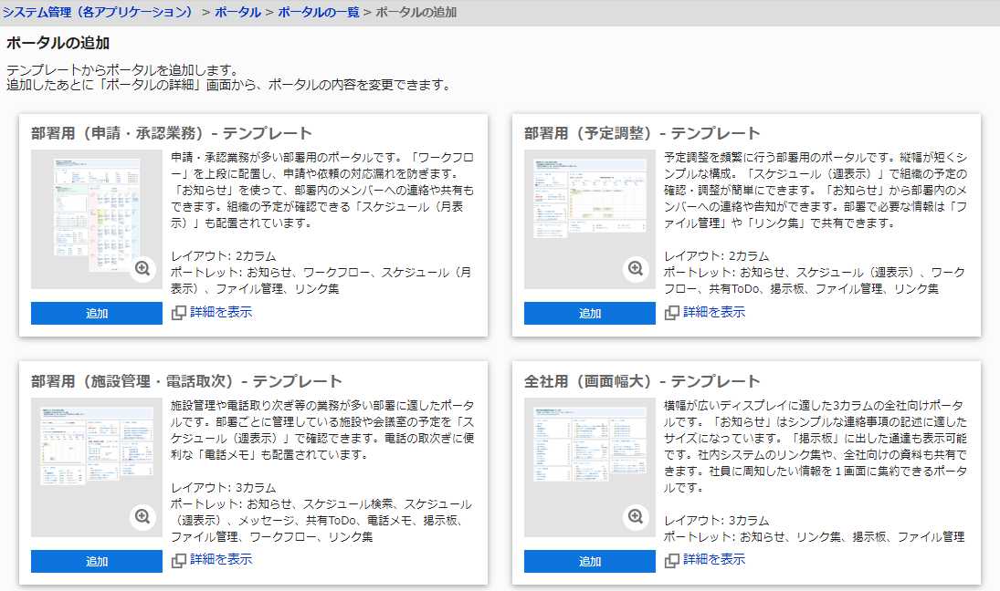 システム管理（各アプリケーション） > ポータル > ポータルの一覧 > ポータルの追加
ポータルの追加
テンプレートからポータルを追加します。
追加したあとに「ポータルの詳細」画面から、ポータルの内容を変更できます。
部署用（申請・承認業務）- テンプレート
申請・承認業務が多い部署用のポータルです。「ワークフロ
ー」を上段に配置し、申請や依頼の対応漏れを防ぎます。
「お知らせ」を使って、部署内のメンバーへの連絡や共有も
できます。組織の予定が確認できる「スケジュール（月表
示）」も配置されています。
レイアウト: 2カラム
ポートレット: お知らせ、ワークフロー、スケジュール（月
表示）、ファイル管理、リンク集
追加
詳細を表示
部署用（予定調整）- テンプレート
予定調整を頻繁に行う部署用のポータルです。縦幅が短くシ
ンプルな構成。「スケジュール（週表示）」で組織の予定の
確認・調整が簡単にできます。「お知らせ」から部署内のメ
ンバーへの連絡や告知ができます。部署で必要な情報は「フ
ァイル管理」や「リンク集」で共有できます。
レイアウト: 2カラム
ポートレット: お知らせ、スケジュール（週表示）、ワーク
フロー、共有ToDo、掲示板、ファイル管理、リンク集
追加
詳細を表示
部署用（施設管理・電話取次）- テンプレート
施設管理や電話取り次ぎ等の業務が多い部署に適したポータ
ルです。部署ごとに管理している施設や会議室の予定を「ス
ケジュール（週表示）」で確認できます。電話の取次ぎに便
利な「電話メモ」も配置されています。
レイアウト: 3カラム
ポートレット: お知らせ、スケジュール検索、スケジュール
（週表示）、メッセージ、共有ToDo、電話メモ、掲示板、
ファイル管理、ワークフロー、リンク集
追加
詳細を表示
全社用（画面幅大）- テンプレート
横幅が広いディスプレイに適した3カラムの全社向けポータ
ルです。「お知らせ」はシンプルな連絡事項の記述に適した
サイズになっています。「掲示板」に出した通達も表示可能
です。社内システムのリンク集や、全社向けの資料も共有で
きます。社員に周知したい情報を１画面に集約できるポータ
ルです。
レイアウト: 3カラム
ポートレット: お知らせ、リンク集、掲示板、ファイル管理
追加
詳細を表示